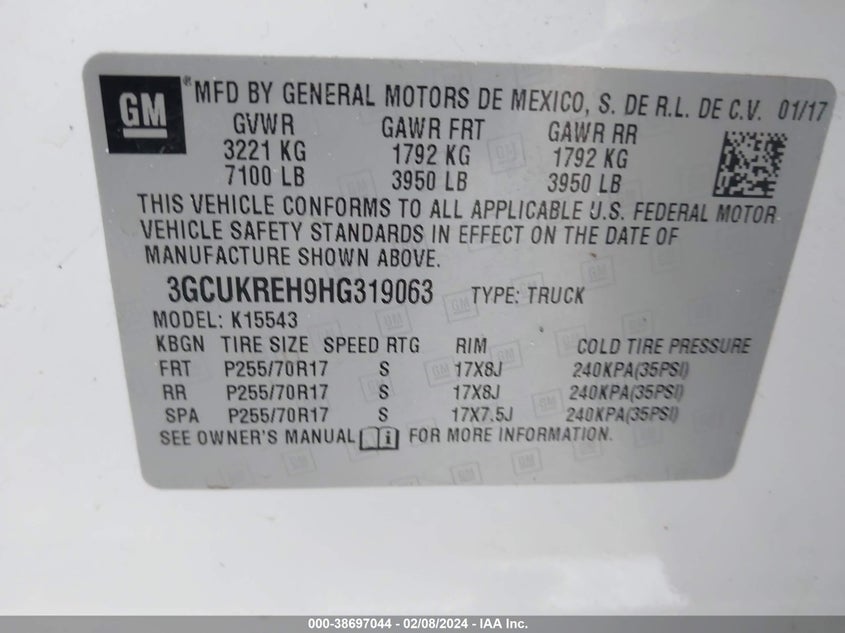 GM
® MFD BY GENERAL MOTORS DE MEXICO, S. DE R.L. DE C.V. 01/17
GVWR GAWR FRT GAWR RR
3221 KG 1792 KG 1792 KG
7100 LB 3950 LB 3950 LB
THIS VEHICLE CONFORMS TO ALL APPLICABLE U.S. FEDERAL MOTOR
VEHICLE SAFETY STANDARDS IN EFFECT ON THE DATE OF
MANUFACTURE SHOWN ABOVE.
3GCUKREH9HG319063 TYPE: TRUCK
MODEL: K15543
KBGN TIRE SIZE SPEED RTG RIM COLD TIRE PRESSURE
FRT P255/70R17 S 17X8J 240KPA(35PSI)
RR P255/70R17 S 17X8J 240KPA(35PSI)
SPA P255/70R17 S 17X7.5J 240KPA(35PSI)
SEE OWNER'S MANUAL i FOR MORE INFORMATION.
000-38697044 — 02/08/2024 — IAA Inc.